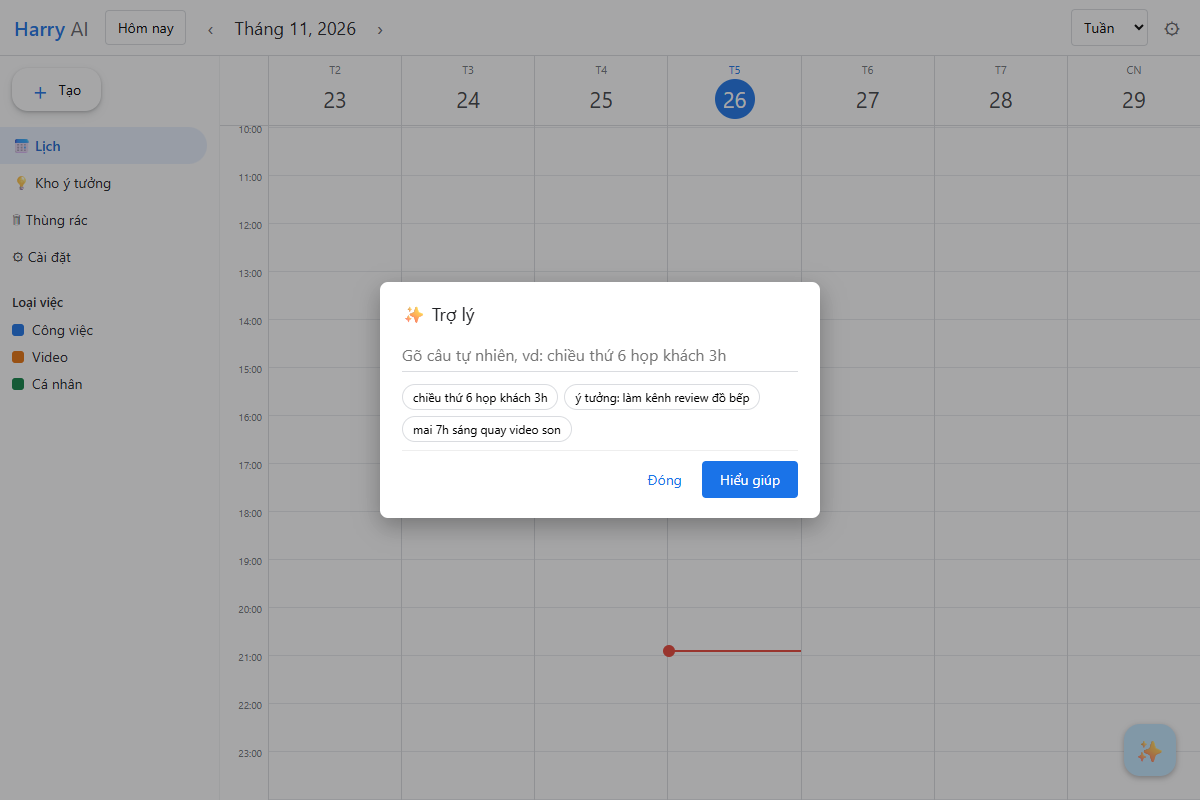 Harry AI
Hôm nay
‹
Tháng 11, 2026
›
Tuần
+ Tạo
Lịch
Kho ý tưởng
Thùng rác
Cài đặt
Loại việc
Công việc
Video
Cá nhân
T2 T3 T4 T5 T6 T7 CN
23 24 25 26 27 28 29
10:00
11:00
12:00
13:00
14:00
15:00
16:00
17:00
18:00
19:00
20:00
21:00
22:00
23:00
Trợ lý
Gõ câu tự nhiên, vd: chiều thứ 6 họp khách 3h
chiều thứ 6 họp khách 3h
ý tưởng: làm kênh review đồ bếp
mai 7h sáng quay video son
Đóng
Hiểu giúp